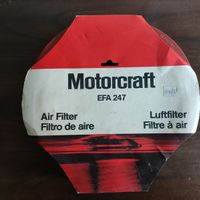 Motorcraft
EFA 247
Air Filter
Filtro de aire
Luftfilter
Filtre à air